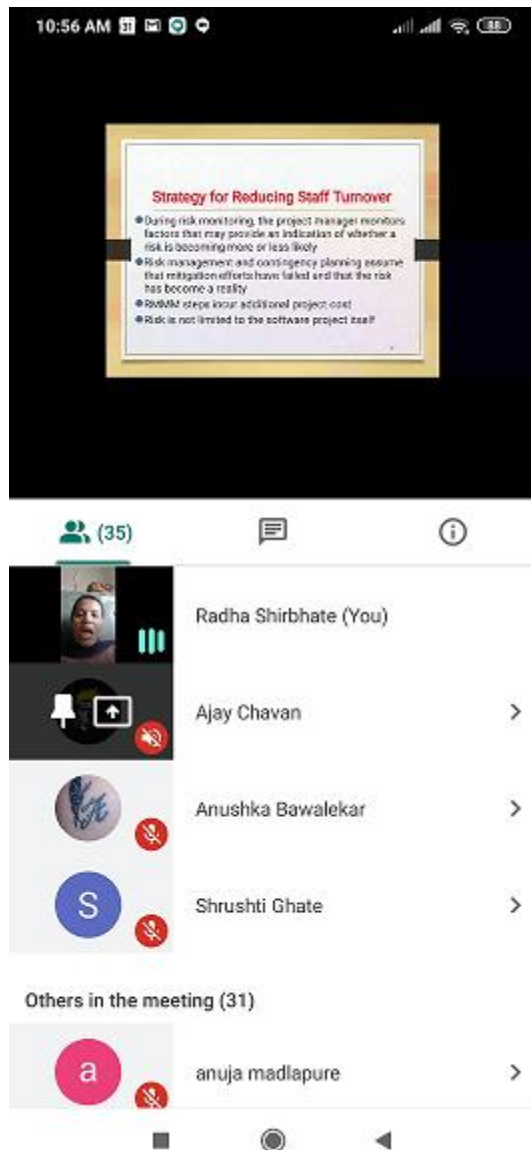 10:56 AM 31
88
Strategy for Reducing Staff Turnover
During risk monitoring, the project manager monitors
factors that may provide an indication of whether a
risk is becoming more or less likely
Risk management and contingency planning assume
that mitigation efforts have failed and that the risk
has become a reality
RMMM steps incur additional project cost
Risk is not limited to the software project itself
(35)
Radha Shirbhate (You)
Ajay Chavan
Anushka Bawalekar
S
Shrushti Ghate
Others in the meeting (31)
a
anuja madlapure